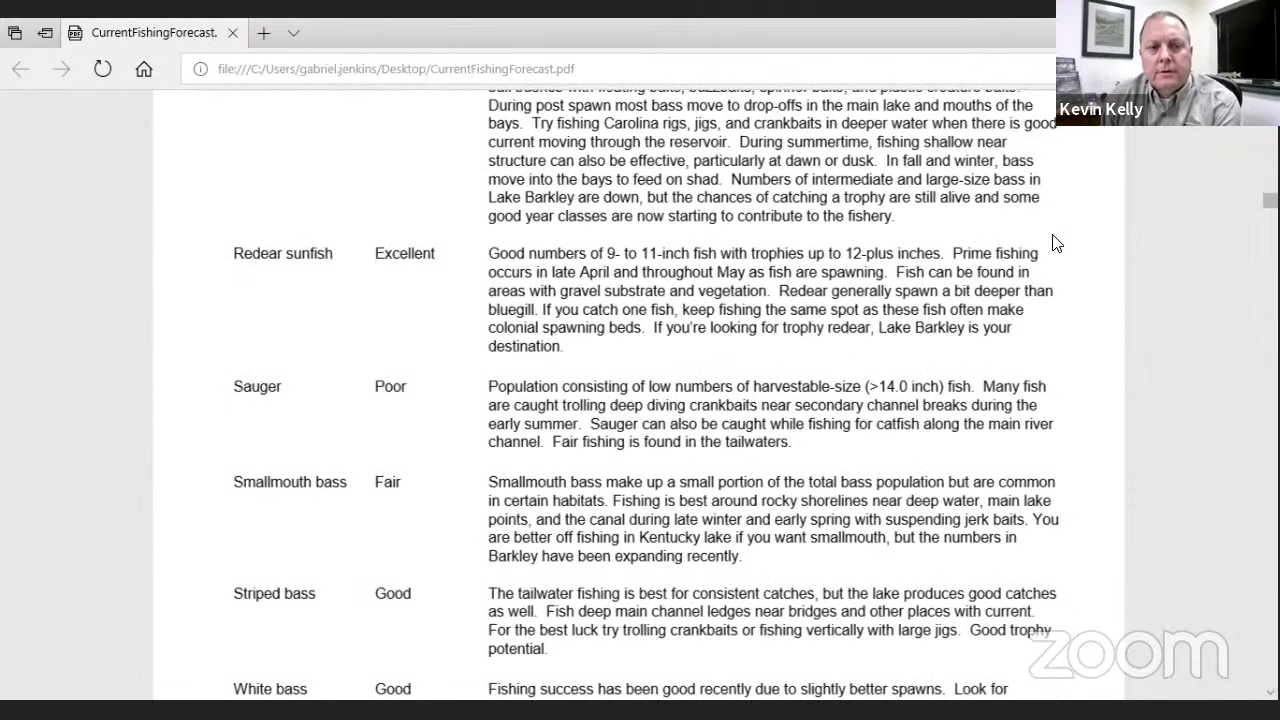 CurrentFishingForecast.
file:///C:/Users/gabriel.jenkins/Desktop/CurrentFishingForecast.pdf
Kevin Kelly
During post spawn most bass move to drop-offs in the main lake and mouths of the
bays. Try fishing Carolina rigs, jigs, and crankbaits in deeper water when there is good
current moving through the reservoir. During summertime, fishing shallow near
structure can also be effective, particularly at dawn or dusk. In fall and winter, bass
move into the bays to feed on shad. Numbers of intermediate and large-size bass in
Lake Barkley are down, but the chances of catching a trophy are still alive and some
good year classes are now starting to contribute to the fishery.
Redear sunfish Excellent Good numbers of 9- to 11-inch fish with trophies up to 12-plus inches. Prime fishing
occurs in late April and throughout May as fish are spawning. Fish can be found in
areas with gravel substrate and vegetation. Redear generally spawn a bit deeper than
bluegill. If you catch one fish, keep fishing the same spot as these fish often make
colonial spawning beds. If you're looking for trophy redear, Lake Barkley is your
destination.
Sauger Poor Population consisting of low numbers of harvestable-size (>14.0 inch) fish. Many fish
are caught trolling deep diving crankbaits near secondary channel breaks during the
early summer. Sauger can also be caught while fishing for catfish along the main river
channel. Fair fishing is found in the tailwaters.
Smallmouth bass Fair Smallmouth bass make up a small portion of the total bass population but are common
in certain habitats. Fishing is best around rocky shorelines near deep water, main lake
points, and the canal during late winter and early spring with suspending jerk baits. You
are better off fishing in Kentucky lake if you want smallmouth, but the numbers in
Barkley have been expanding recently.
Striped bass Good The tailwater fishing is best for consistent catches, but the lake produces good catches
as well. Fish deep main channel ledges near bridges and other places with current.
For the best luck try trolling crankbaits or fishing vertically with large jigs. Good trophy
potential.
White bass Good Fishing success has been good recently due to slightly better spawns. Look for
zoom